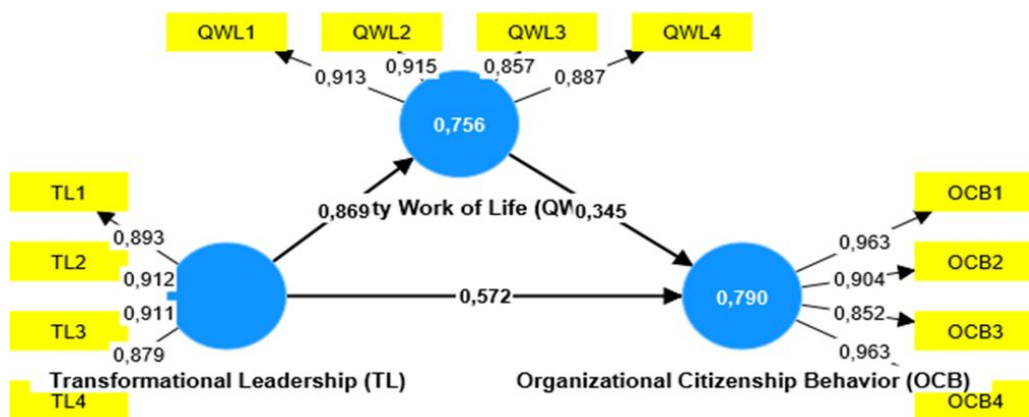 QWL1 QWL2 QWL3 QWL4
0,913 0,915 0,857 0,887
0,756
TL1
TL2
TL3
TL4
0,893
0,912
0,911
0,879
0,869
ty Work of Life (QW
0,345
0,572
0,790
0,963
0,904
0,852
0,963
OCB1
OCB2
OCB3
OCB4
Transformational Leadership (TL)
Organizational Citizenship Behavior (OCB)